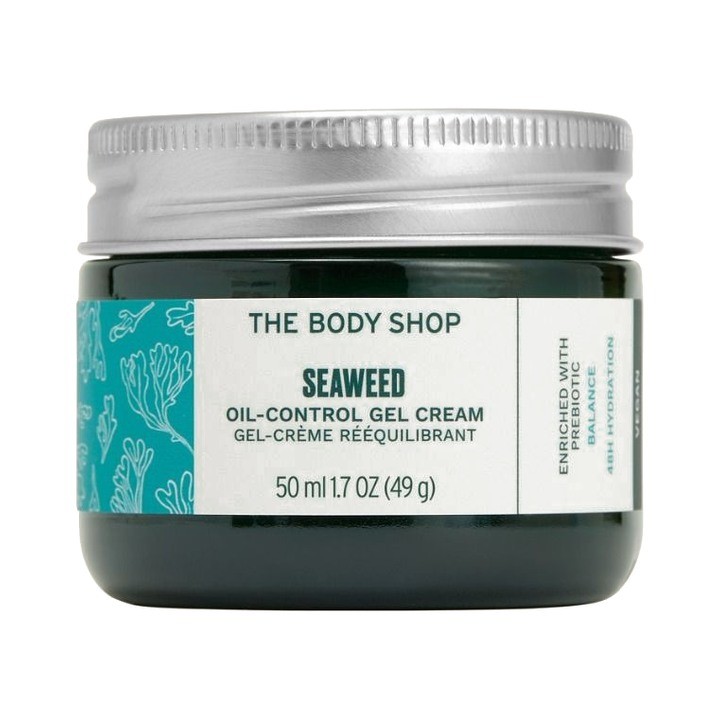 THE BODY SHOP
SEAWEED
OIL-CONTROL GEL CREAM
GEL-CRÈME RÉÉQUILIBRANT
50 ml 1.7 OZ (49 g)
ENRICHED WITH
PREBIOTIC
BALANCE
48H HYDRATION
VEGAN